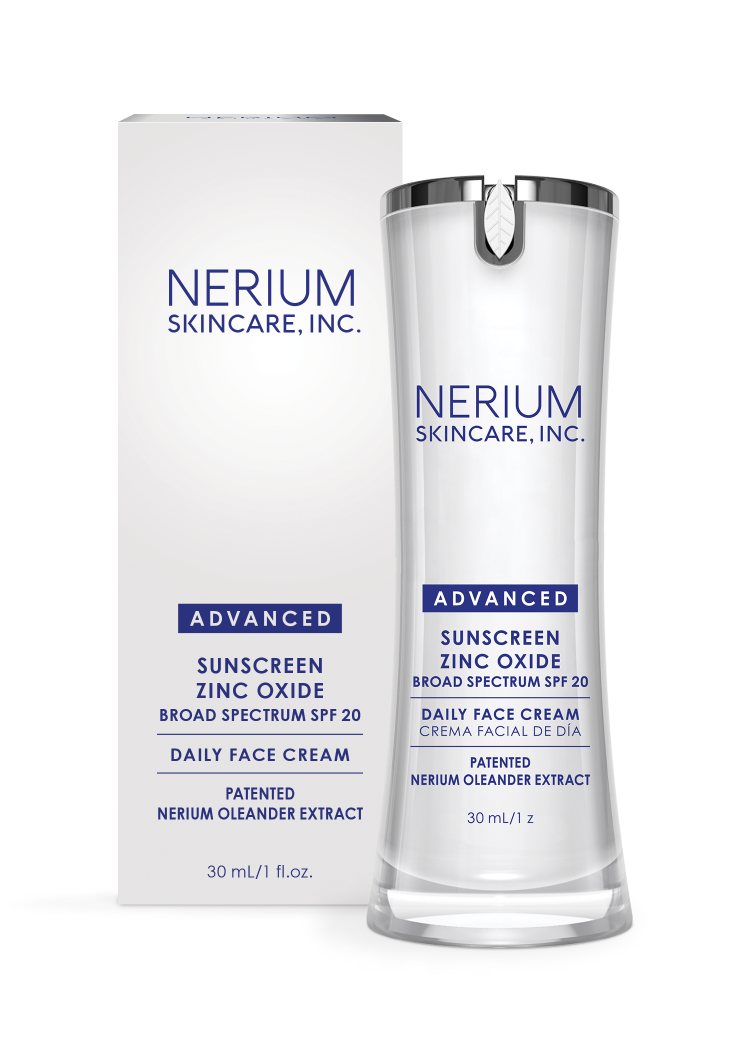 NERIUM
NERIUM
SKINCARE, INC.
ADVANCED
SUNSCREEN
ZINC OXIDE
BROAD SPECTRUM SPF 20
DAILY FACE CREAM
PATENTED
NERIUM OLEANDER EXTRACT
30 mL/1 fl.oz.
NERIUM
SKINCARE, INC.
ADVANCED
SUNSCREEN
ZINC OXIDE
BROAD SPECTRUM SPF 20
DAILY FACE CREAM
CREMA FACIAL DE DÍA
PATENTED
NERIUM OLEANDER EXTRACT
30 mL/1 z